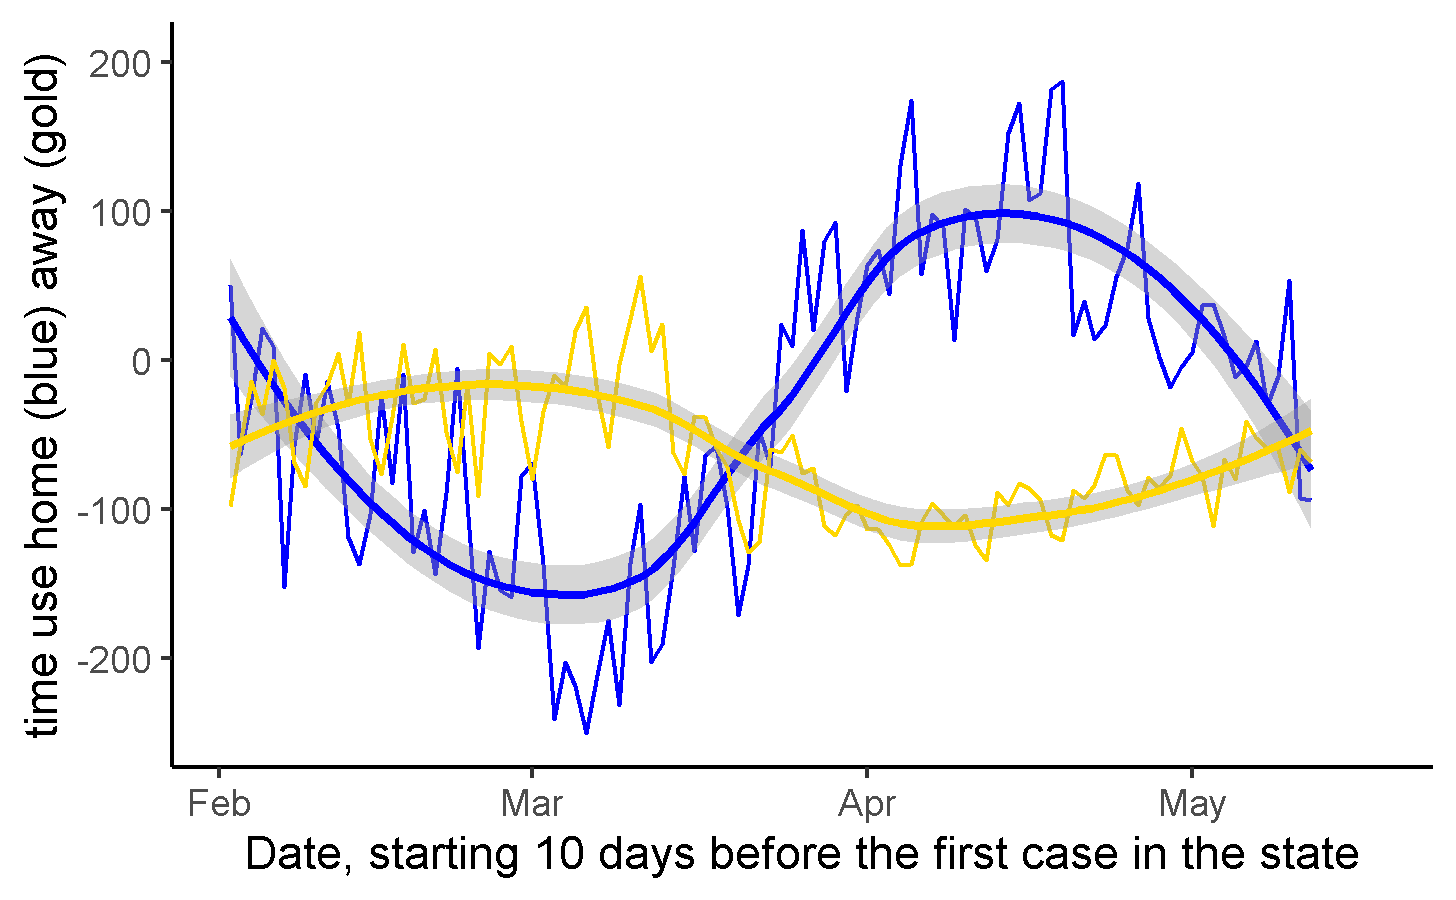 time use home (blue) away (gold)
200
100
0
-100
-200
Feb Mar Apr May
Date, starting 10 days before the first case in the state